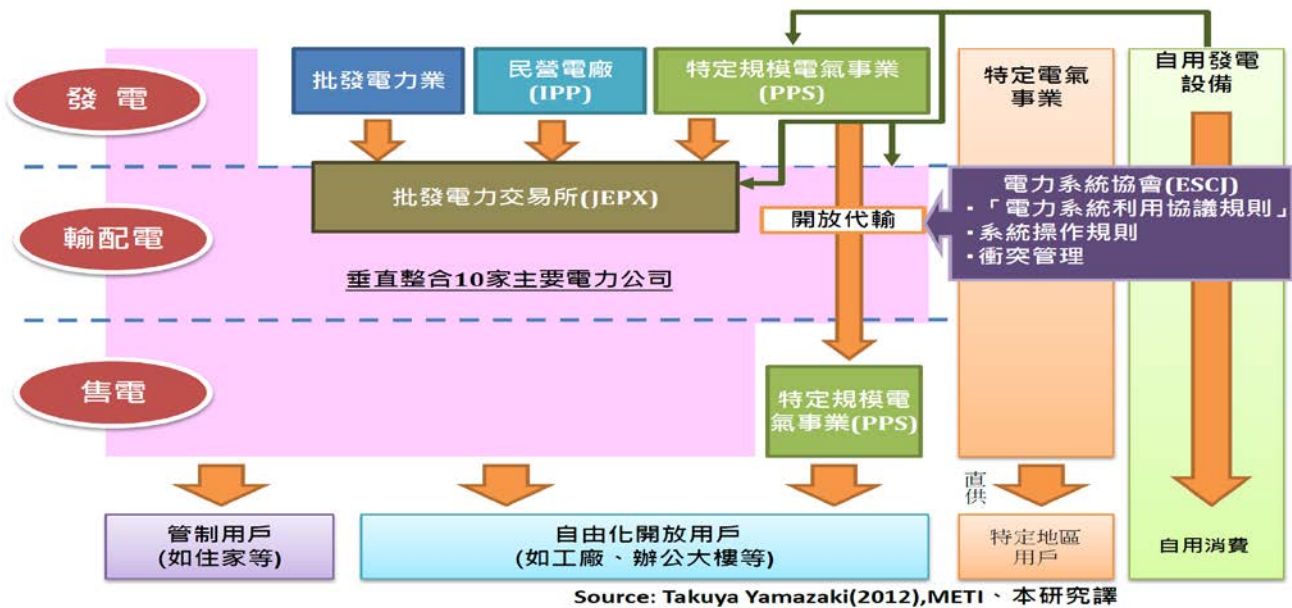 發 電
批發電力業
民營電廠
(IPP)
特定規模電氣事業
(PPS)
特定電氣
事業
自用發電
設備
輸配電
批發電力交易所(JEPX)
開放代輸
電力系統協會(ESCJ)
·「電力系統利用協議規則」
·系統操作規則
·衝突管理
垂直整合10家主要電力公司
售電
特定規模電
氣事業(PPS)
直供
管制用戶
(如住家等)
自由化開放用戶
(如工廠、辦公大樓等)
特定地區
用戶
自用消費
Source: Takuya Yamazaki(2012),METI、本研究譯